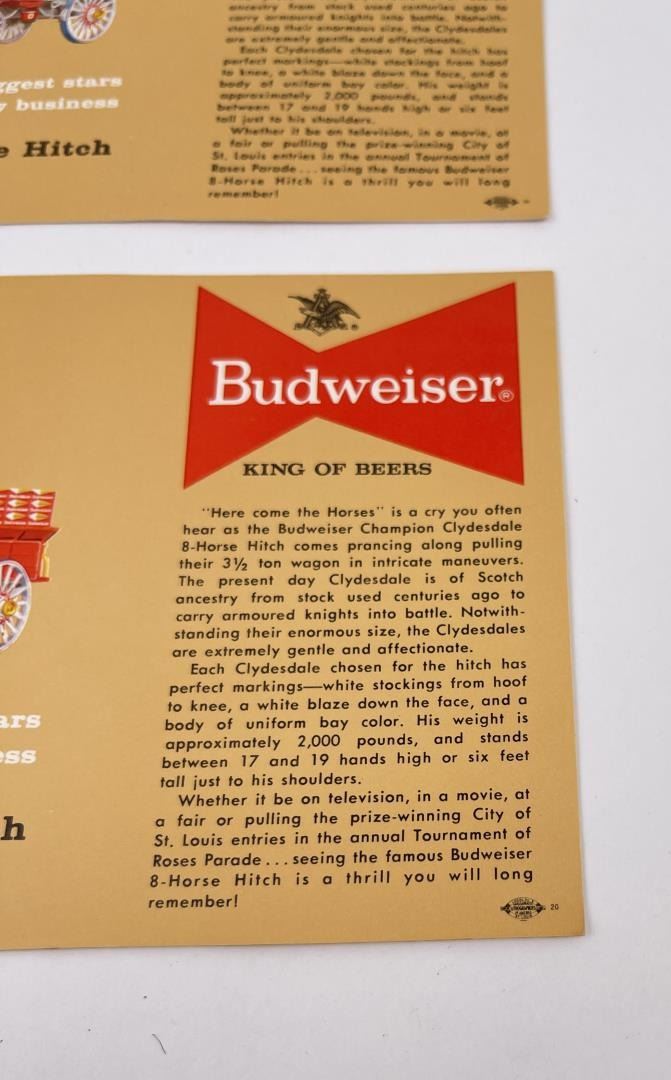 ancestry from stock used centuries ago to
carry armoured knights into battle. Notwith-
standing their enormous size, the Clydesdales
are extremely gentle and affectionate.
Each Clydesdale chosen for the hitch has
perfect markings—white stockings from hoof
to knee, a white blaze down the face, and a
body of uniform bay color. His weight is
approximately 2,000 pounds, and stands
between 17 and 19 hands high or six feet
tall just to his shoulders.
Whether it be on television, in a movie, at
a fair or pulling the prize-winning City of
St. Louis entries in the annual Tournament of
Roses Parade...seeing the famous Budweiser
8-Horse Hitch is a thrill you will long
remember!
ggest stars
y business
e Hitch
Budweiser®
KING OF BEERS
"Here come the Horses" is a cry you often
hear as the Budweiser Champion Clydesdale
8-Horse Hitch comes prancing along pulling
their 3½ ton wagon in intricate maneuvers.
The present day Clydesdale is of Scotch
ancestry from stock used centuries ago to
carry armoured knights into battle. Notwith-
standing their enormous size, the Clydesdales
are extremely gentle and affectionate.
Each Clydesdale chosen for the hitch has
perfect markings—white stockings from hoof
to knee, a white blaze down the face, and a
body of uniform bay color. His weight is
approximately 2,000 pounds, and stands
between 17 and 19 hands high or six feet
tall just to his shoulders.
Whether it be on television, in a movie, at
a fair or pulling the prize-winning City of
St. Louis entries in the annual Tournament of
Roses Parade...seeing the famous Budweiser
8-Horse Hitch is a thrill you will long
remember!
ars
ess
h
20